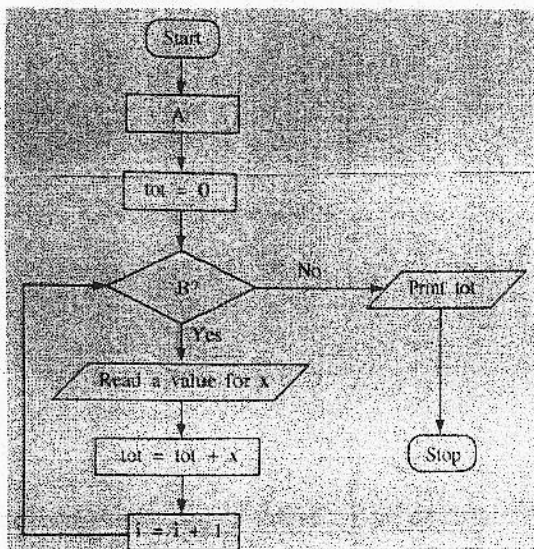 Start
A
tot = 0
B?
No
Print tot
Yes
Read a value for x
tot = tot + x
Stop
i = i + 1